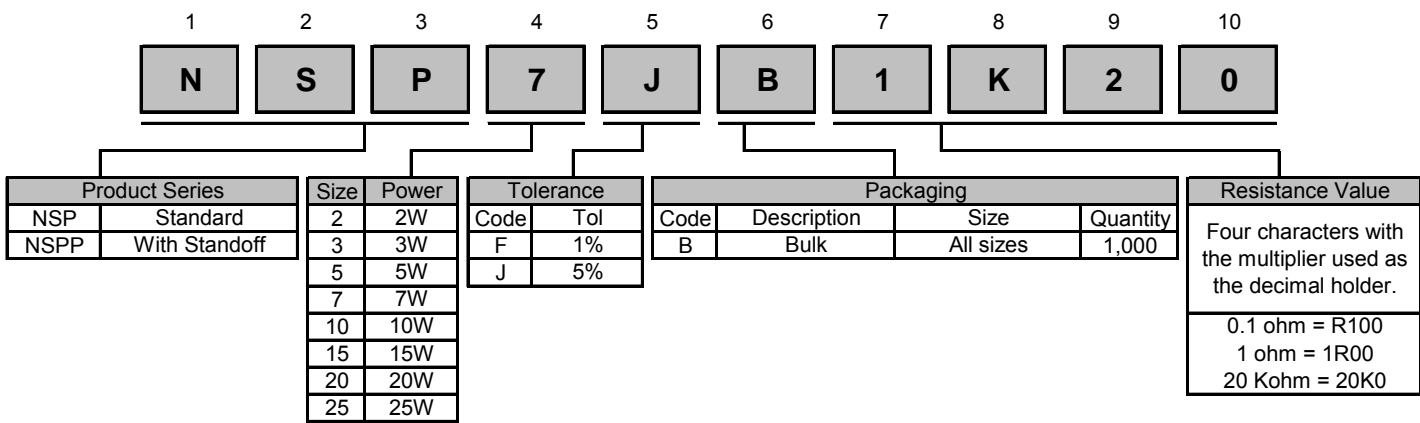 1 2 3 4 5 6 7 8 9 10
N S P 7 J B 1 K 2 0
Product Series
NSP Standard
NSPP With Standoff
Size Power
2 2W
3 3W
5 5W
7 7W
10 10W
15 15W
20 20W
25 25W
Tolerance
Code Tol
F 1%
J 5%
Packaging
Code Description Size Quantity
B Bulk All sizes 1,000
Resistance Value
Four characters with
the multiplier used as
the decimal holder.
0.1 ohm = R100
1 ohm = 1R00
20 Kohm = 20K0